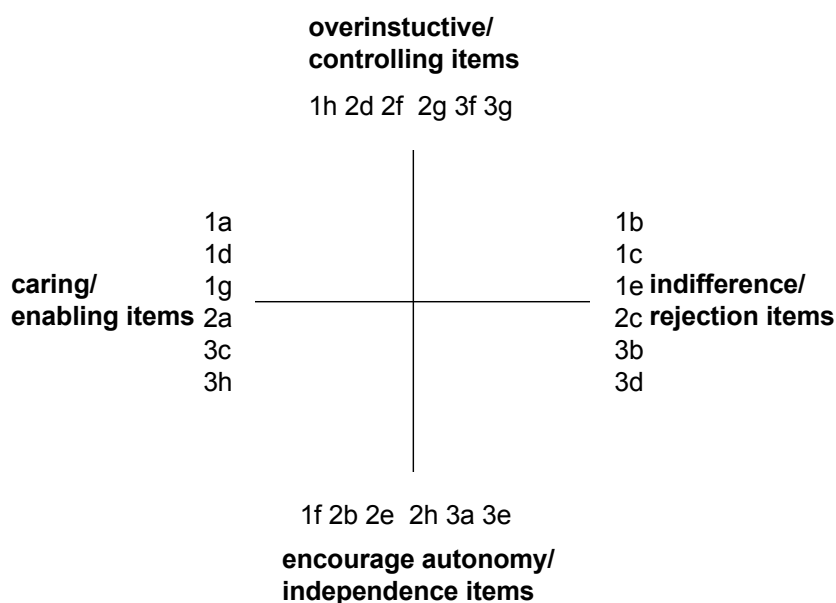 overinstuctive/
controlling items
1h 2d 2f 2g 3f 3g
1a
1d
caring/
enabling items
1g
2a
3c
3h
1b
1c
1e
2c
3b
3d
indifference/
rejection items
1f 2b 2e 2h 3a 3e
encourage autonomy/
independence items